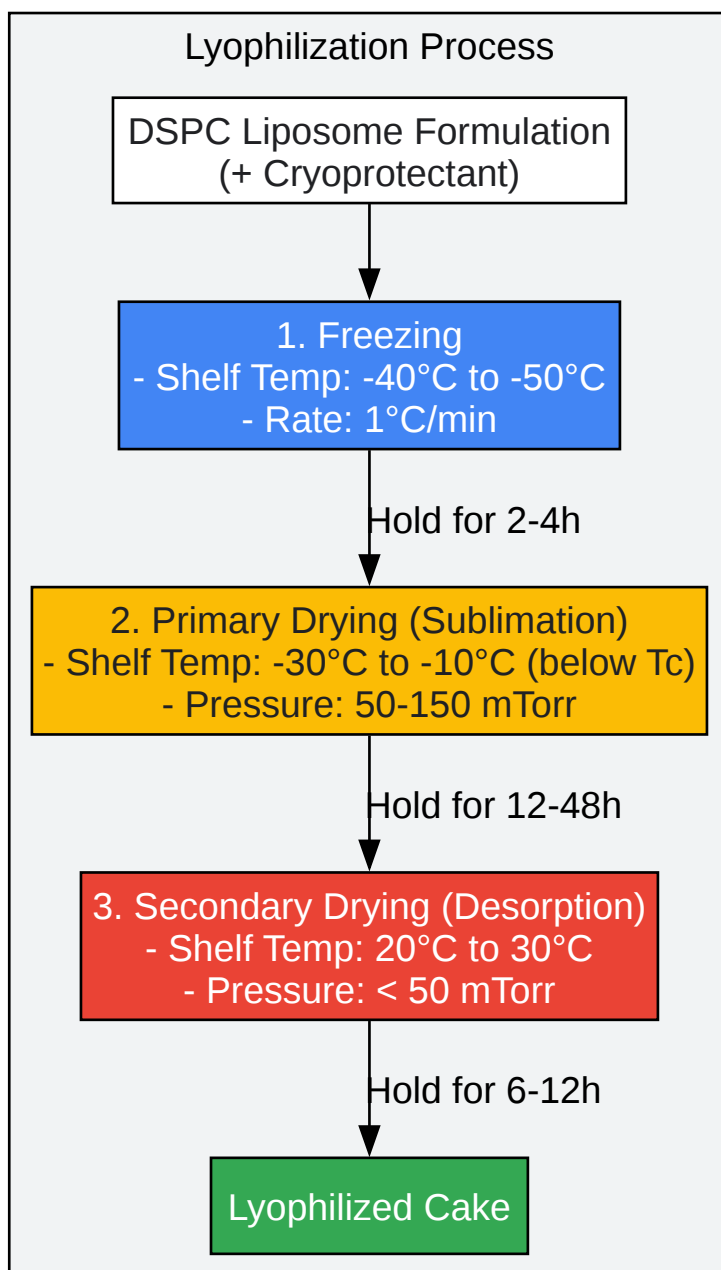 Lyophilization Process
DSPC Liposome Formulation
(+ Cryoprotectant)
1. Freezing
- Shelf Temp: -40°C to -50°C
- Rate: 1°C/min
Hold for 2-4h
2. Primary Drying (Sublimation)
- Shelf Temp: -30°C to -10°C (below Tc)
- Pressure: 50-150 mTorr
Hold for 12-48h
3. Secondary Drying (Desorption)
- Shelf Temp: 20°C to 30°C
- Pressure: < 50 mTorr
Hold for 6-12h
Lyophilized Cake